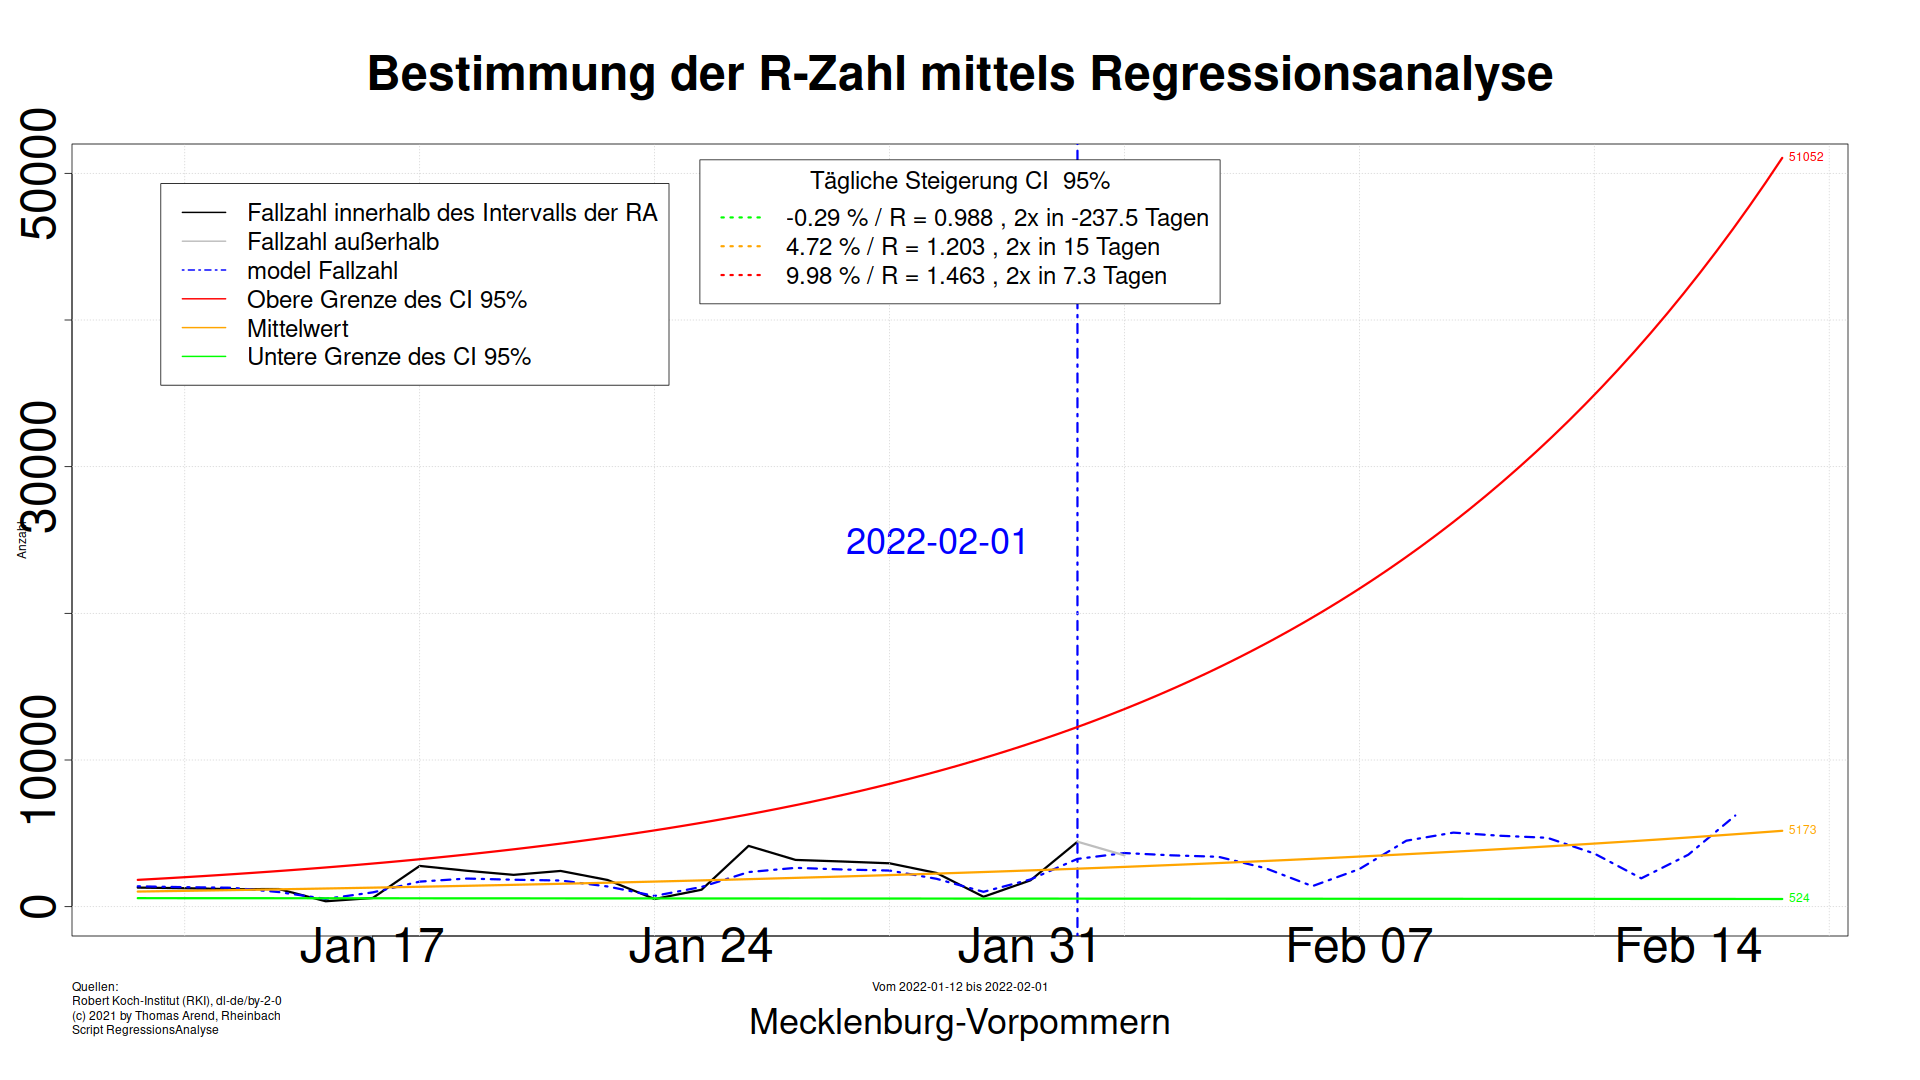 Bestimmung der R-Zahl mittels Regressionsanalyse
Anzahl
50000
30000
10000
0
Fallzahl innerhalb des Intervalls der RA
Fallzahl außerhalb
model Fallzahl
Obere Grenze des CI 95%
Mittelwert
Untere Grenze des CI 95%
Tägliche Steigerung CI 95%
-0.29 % / R = 0.988 , 2x in -237.5 Tagen
4.72 % / R = 1.203 , 2x in 15 Tagen
9.98 % / R = 1.463 , 2x in 7.3 Tagen
51052
2022-02-01
5173
524
Jan 17
Jan 24
Jan 31
Feb 07
Feb 14
Quellen:
Robert Koch-Institut (RKI), dl-de/by-2-0
(c) 2021 by Thomas Arend, Rheinbach
Script RegressionsAnalyse
Vom 2022-01-12 bis 2022-02-01
Mecklenburg-Vorpommern